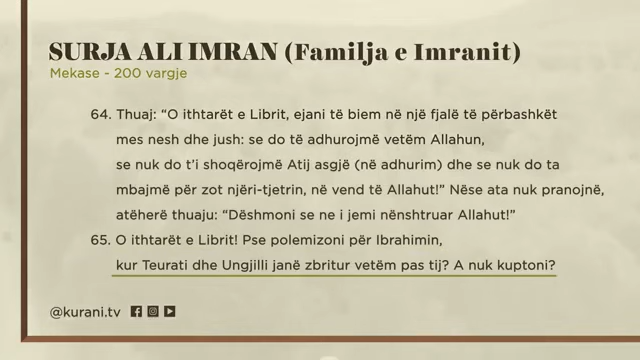 SURJA ALI IMRAN (Familja e Imranit)
Mekase - 200 vargje
64. Thuaj: “O ithtarët e Librit, ejani të biem në një fjalë të përbashkët
mes nesh dhe jush: se do të adhurojmë vetëm Allahun,
se nuk do t’i shoqërojmë Atij asgjë (në adhurim) dhe se nuk do ta
mbajmë për zot njëri-tjetrin, në vend të Allahut!” Nëse ata nuk pranojnë,
atëherë thuaju: “Dëshmoni se ne i jemi nënshtruar Allahut!”
65. O ithtarët e Librit! Pse polemizoni për Ibrahimin,
kur Teurati dhe Ungjilli janë zbritur vetëm pas tij? A nuk kuptoni?
@kurani.tv